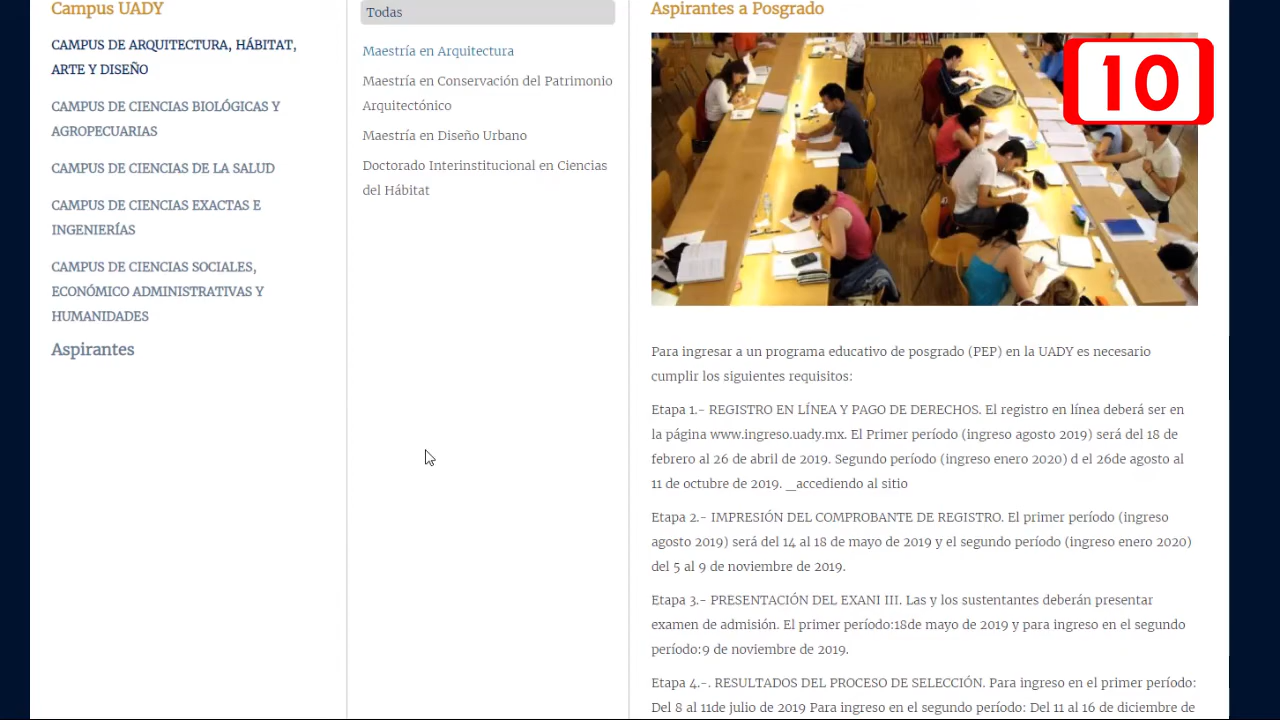 Campus UADY
CAMPUS DE ARQUITECTURA, HÁBITAT,
ARTE Y DISEÑO
CAMPUS DE CIENCIAS BIOLÓGICAS Y
AGROPECUARIAS
CAMPUS DE CIENCIAS DE LA SALUD
CAMPUS DE CIENCIAS EXACTAS E
INGENIERÍAS
CAMPUS DE CIENCIAS SOCIALES,
ECONÓMICO ADMINISTRATIVAS Y
HUMANIDADES
Aspirantes
Todas
Maestría en Arquitectura
Maestría en Conservación del Patrimonio
Arquitectónico
Maestría en Diseño Urbano
Doctorado Interinstitucional en Ciencias
del Hábitat
Aspirantes a Posgrado
10
Para ingresar a un programa educativo de posgrado (PEP) en la UADY es necesario
cumplir los siguientes requisitos:
Etapa 1.- REGISTRO EN LÍNEA Y PAGO DE DERECHOS. El registro en línea deberá ser en
la página www.ingreso.uady.mx. El Primer período (ingreso agosto 2019) será del 18 de
febrero al 26 de abril de 2019. Segundo período (ingreso enero 2020) d el 26de agosto al
11 de octubre de 2019. _accediendo al sitio
Etapa 2.- IMPRESIÓN DEL COMPROBANTE DE REGISTRO. El primer período (ingreso
agosto 2019) será del 14 al 18 de mayo de 2019 y el segundo período (ingreso enero 2020)
del 5 al 9 de noviembre de 2019.
Etapa 3.- PRESENTACIÓN DEL EXANI III. Las y los sustentantes deberán presentar
examen de admisión. El primer período:18de mayo de 2019 y para ingreso en el segundo
período:9 de noviembre de 2019.
Etapa 4.-. RESULTADOS DEL PROCESO DE SELECCIÓN. Para ingreso en el primer período:
Del 8 al 11de julio de 2019 Para ingreso en el segundo período: Del 11 al 16 de diciembre de